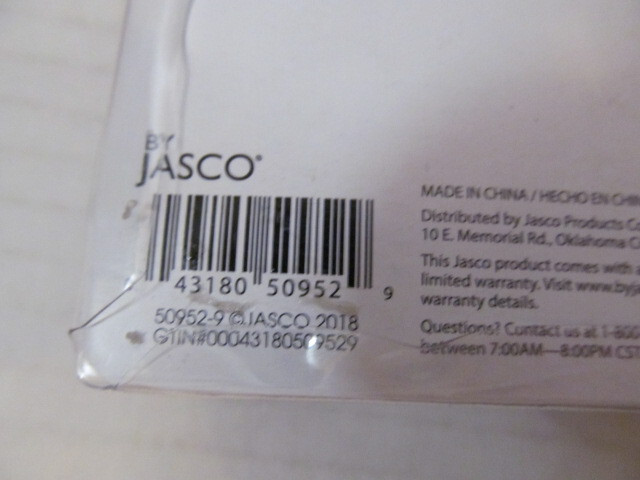 BY
JASCO®
MADE IN CHINA / HECHO EN CHIN
Distributed by Jasco Products Co
10 E. Memorial Rd., Oklahoma C
This Jasco product comes with
limited warranty. Visit www.byja
warranty details.
Questions? Contact us at 1-800
between 7:00AM—8:00PM CST
8 43180 50952 9
50952-9 ©JASCO 2018
GTIN#00043180509529